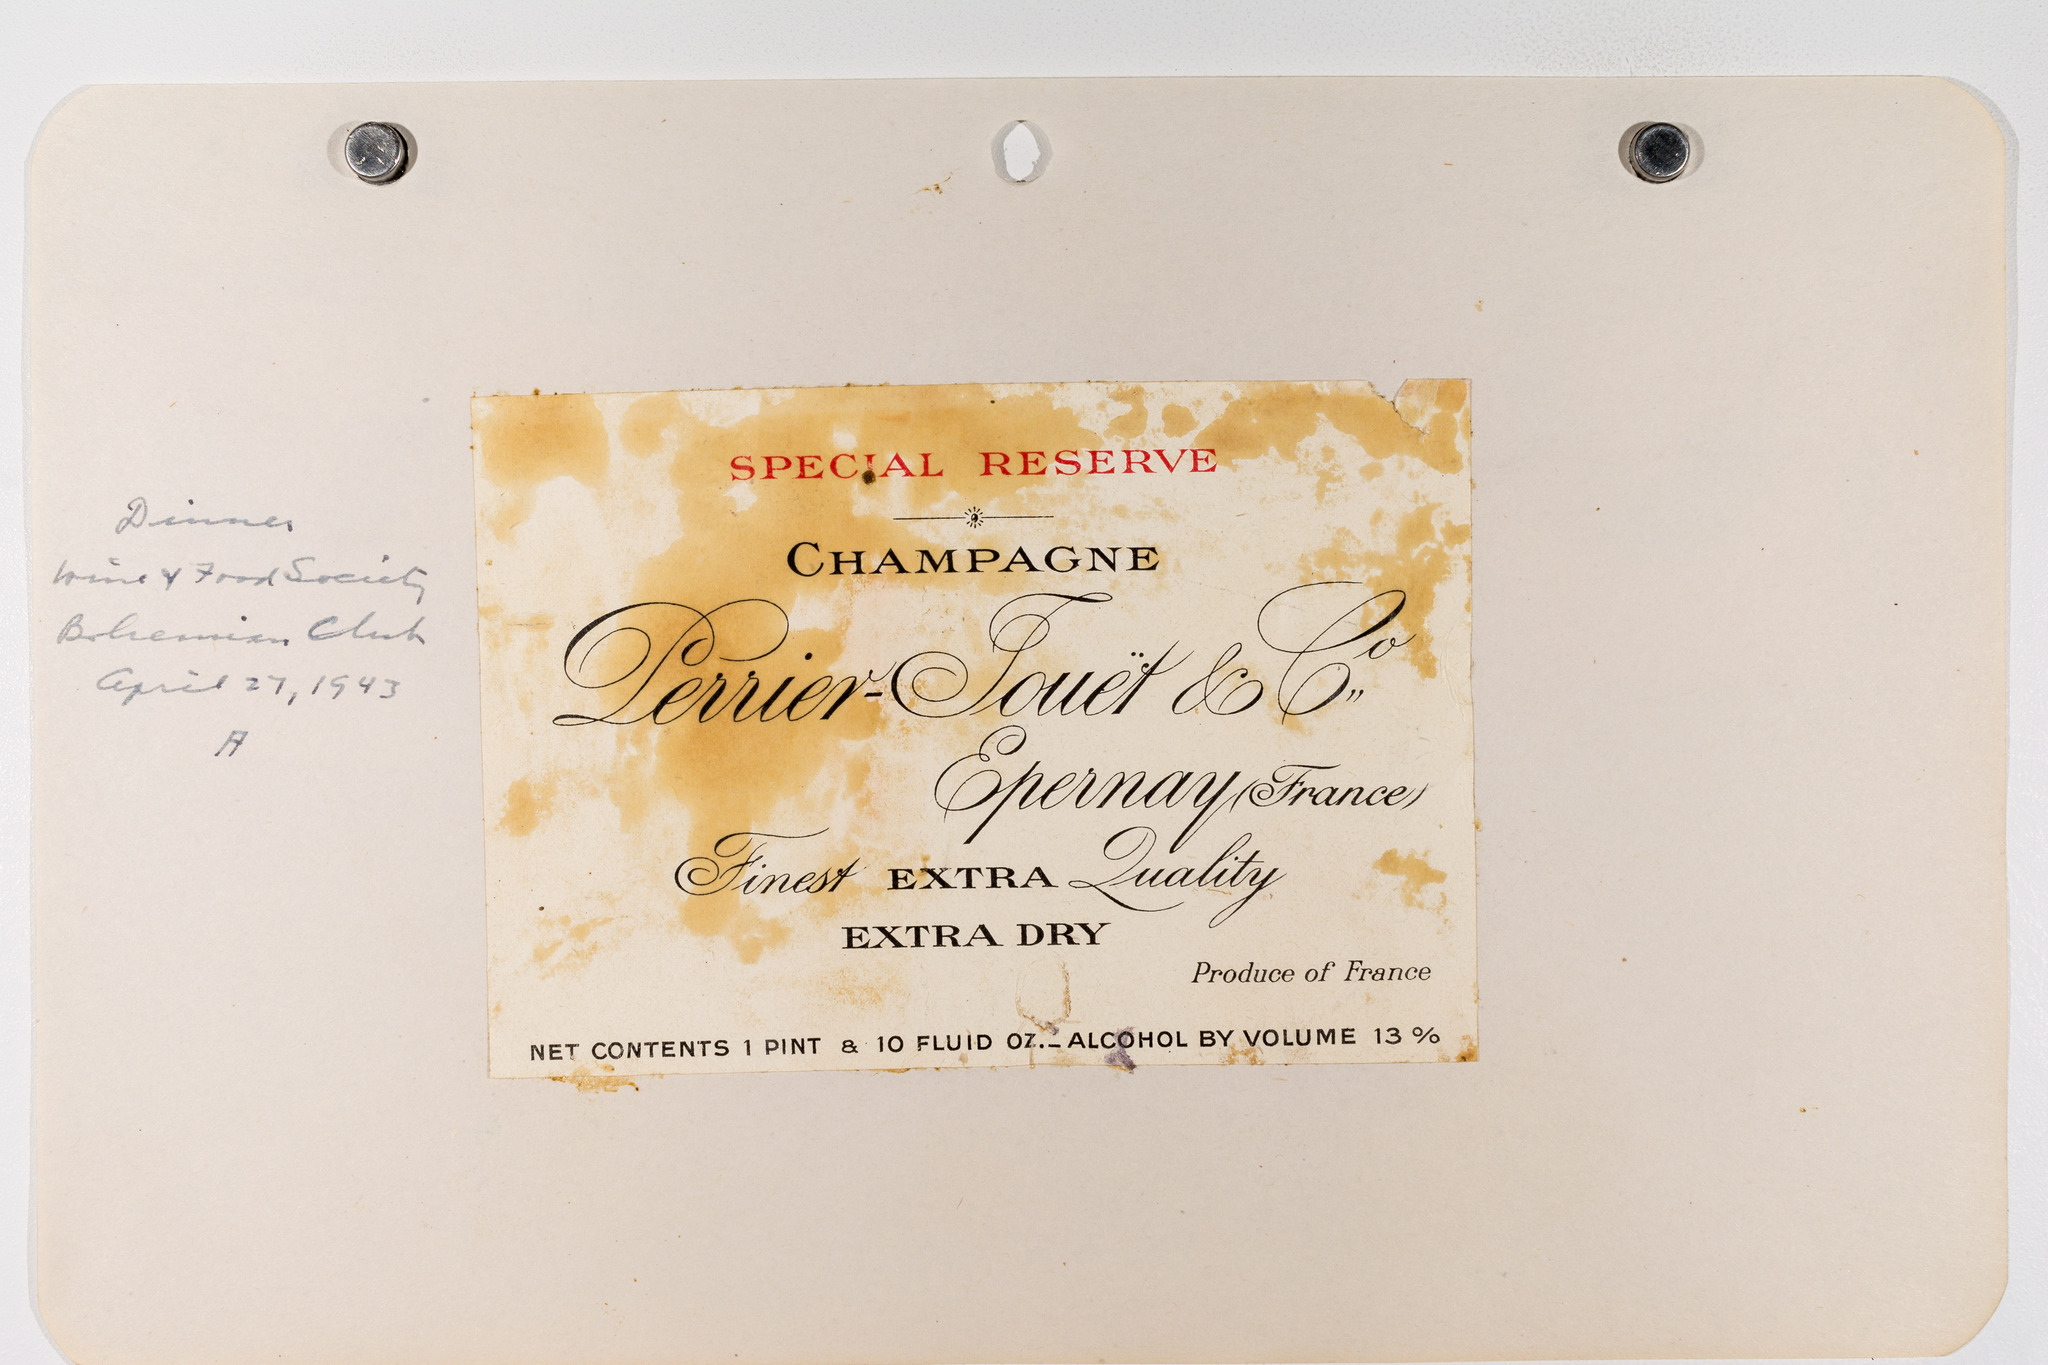 Dinner
Wine & Food Society
Bohemian Club
April 27, 1943
A
SPECIAL RESERVE
CHAMPAGNE
Perrier-Jouët & Co
Epernay (France)
Finest EXTRA Quality
EXTRA DRY
Produce of France
NET CONTENTS 1 PINT & 10 FLUID OZ. _ ALCOHOL BY VOLUME 13 %